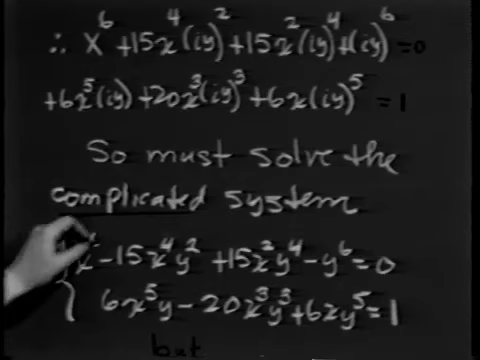 ∴ x⁶ + 15x⁴(iy)² + 15x²(iy)⁴ + (iy)⁶ = 0
+ 6x⁵(iy) + 20x³(iy)³ + 6x(iy)⁵ = 1
So must solve the
complicated system
x⁶ - 15x⁴y² + 15x²y⁴ - y⁶ = 0
6x⁵y - 20x³y³ + 6xy⁵ = 1
but